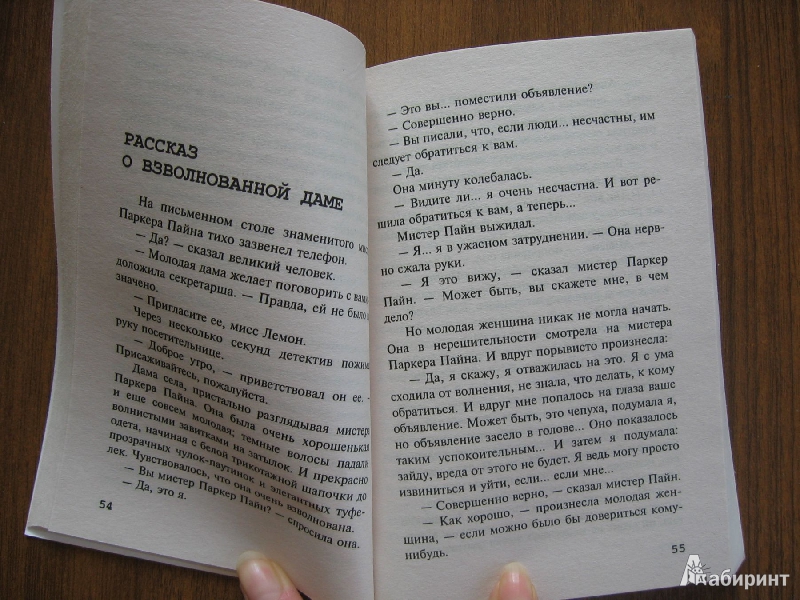 РАССКАЗ
О ВЗВОЛНОВАННОЙ ДАМЕ
На письменном столе знаменитого
Паркера Пайна тихо зазвенел телефон.
— Да? — сказал великий человек.
— Молодая дама желает поговорить с вами
доложила секретарша. — Правда, ей не было
значено.
— Пригласите ее, мисс Лемон.
Через несколько секунд детектив пожима
руку посетительнице.
— Доброе утро, — приветствовал он ее. —
Присаживайтесь, пожалуйста.
Дама села, пристально разглядывая мистера
Паркера Пайна. Она была очень хорошенькая
и еще совсем молодая; темные волосы падали
волнистыми завитками на затылок. И прекрасно
одета, начиная с белой трикотажной шапочки до
прозрачных чулок-паутинок и элегантных туфе-
лек. Чувствовалось, что она очень взволнована.
— Вы мистер Паркер Пайн? — спросила она.
— Да, это я.
54
— Это вы... поместили объявление?
— Совершенно верно.
— Вы писали, что, если люди... несчастны, им
следует обратиться к вам.
— Да.
Она минуту колебалась.
— Видите ли... я очень несчастна. И вот ре-
шила обратиться к вам, а теперь...
Мистер Пайн выжидал.
— Я... я в ужасном затруднении. — Она нерв-
но сжала руки.
— Я это вижу, — сказал мистер Паркер
Пайн. — Может быть, вы скажете мне, в чем
дело?
Но молодая женщина никак не могла начать.
Она в нерешительности смотрела на мистера
Паркера Пайна. И вдруг порывисто произнесла:
— Да, я скажу, я отважилась на это. Я с ума
сходила от волнения, не знала, что делать, к кому
обратиться. И вдруг мне попалось на глаза ваше
объявление. Может быть, это чепуха, подумала я,
но объявление засело в голове... Оно показалось
таким успокоительным... И затем я подумала:
зайду, вреда от этого не будет. Я ведь могу просто
извиниться и уйти, если... если мне...
— Совершенно верно, — сказал мистер Пайн.
— Как хорошо, — произнесла молодая жен-
щина, — если можно было бы довериться кому-
нибудь.
55
Лабиринт